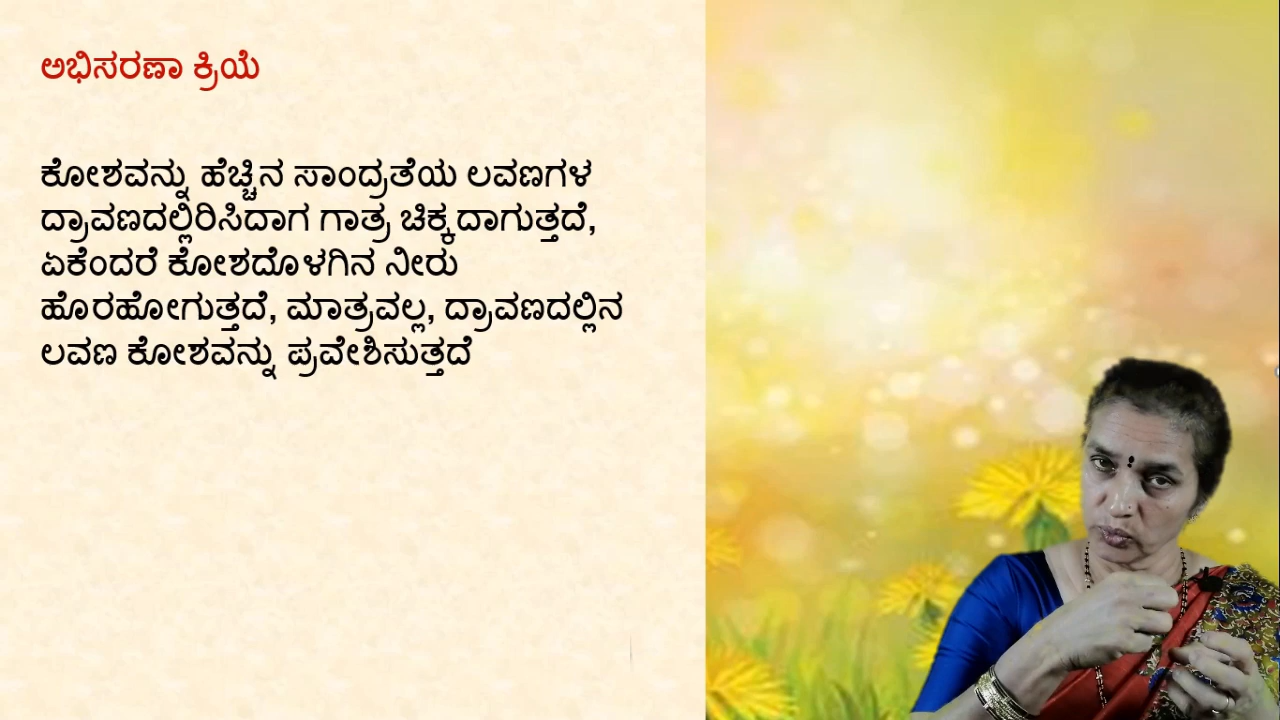 ಅಭಿಸರಣಾ ಕ್ರಿಯೆ
ಕೋಶವನ್ನು ಹೆಚ್ಚಿನ ಸಾಂದ್ರತೆಯ ಲವಣಗಳ
ದ್ರಾವಣದಲ್ಲಿರಿಸಿದಾಗ ಗಾತ್ರ ಚಿಕ್ಕದಾಗುತ್ತದೆ,
ಏಕೆಂದರೆ ಕೋಶದೊಳಗಿನ ನೀರು
ಹೊರಹೋಗುತ್ತದೆ, ಮಾತ್ರವಲ್ಲ, ದ್ರಾವಣದಲ್ಲಿನ
ಲವಣ ಕೋಶವನ್ನು ಪ್ರವೇಶಿಸುತ್ತದೆ